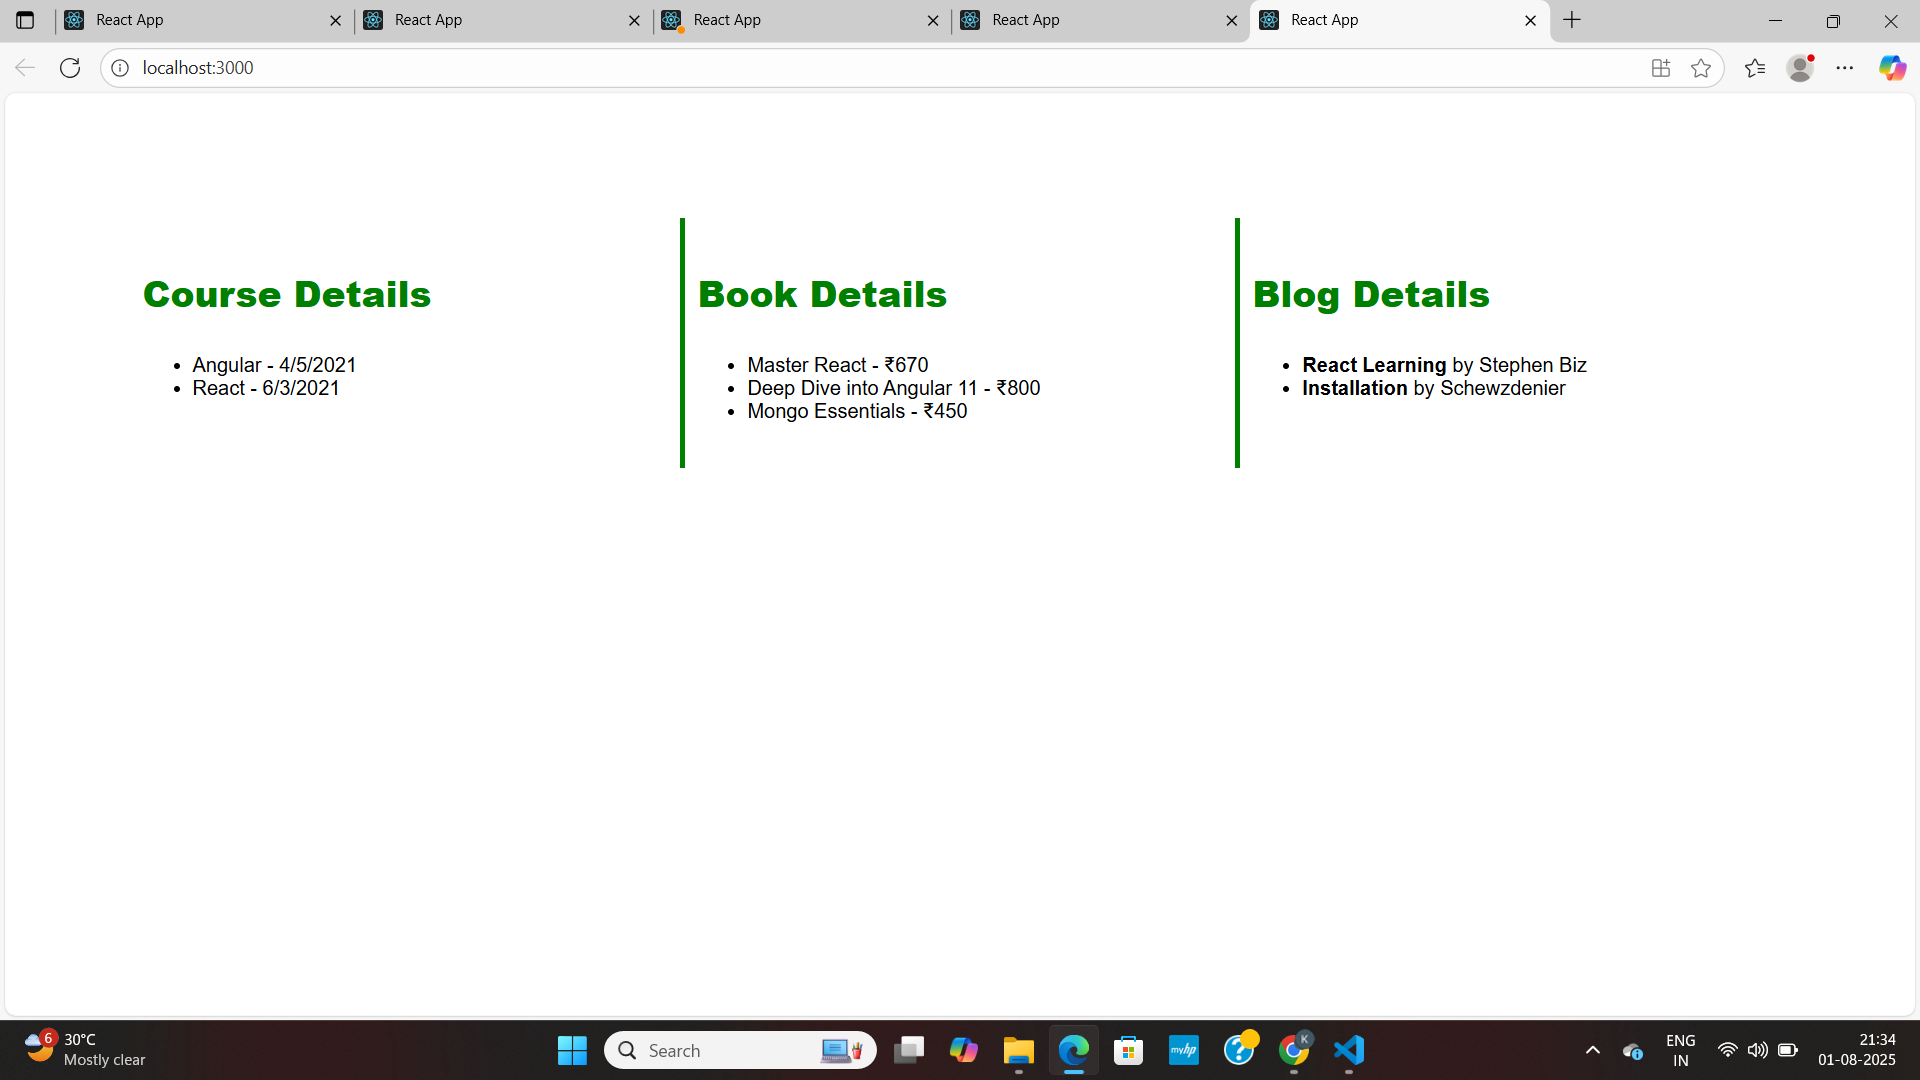 React App
React App
React App
React App
React App
localhost:3000
Course Details
• Angular - 4/5/2021
• React - 6/3/2021
Book Details
• Master React - ₹670
• Deep Dive into Angular 11 - ₹800
• Mongo Essentials - ₹450
Blog Details
• React Learning by Stephen Biz
• Installation by Schewzdenier
6
30°C
Mostly clear
Search
myhp
K
ENG
IN
21:34
01-08-2025